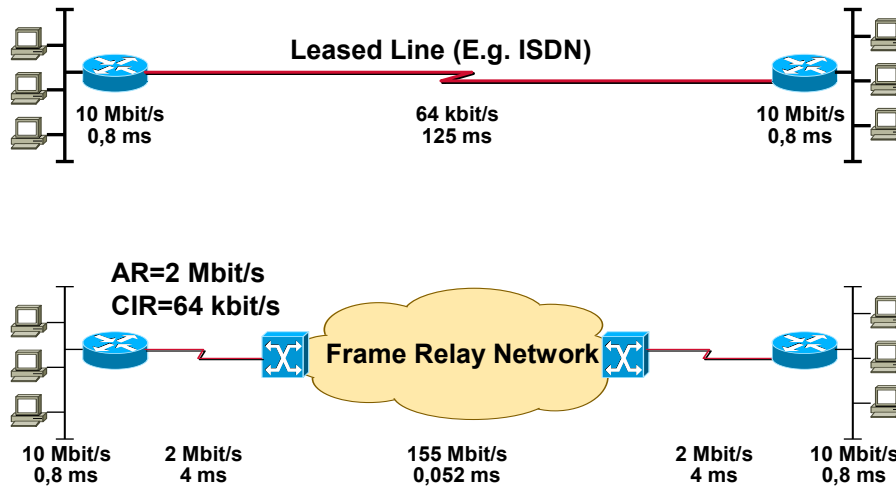 Leased Line (E.g. ISDN)
10 Mbit/s
0,8 ms
64 kbit/s
125 ms
10 Mbit/s
0,8 ms
AR=2 Mbit/s
CIR=64 kbit/s
Frame Relay Network
10 Mbit/s
0,8 ms
2 Mbit/s
4 ms
155 Mbit/s
0,052 ms
2 Mbit/s
4 ms
10 Mbit/s
0,8 ms